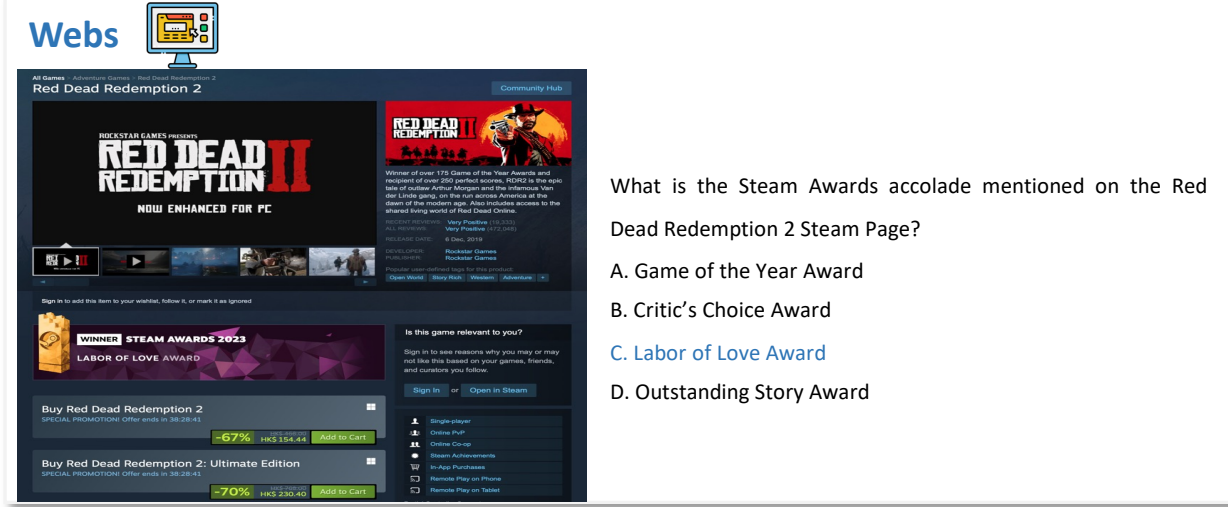 Webs
All Games > Adventure Games > Red Dead Redemption 2
Red Dead Redemption 2
Community Hub
ROCKSTAR GAMES PRESENTS
RED DEAD
REDEMPTION II
NOW ENHANCED FOR PC
RED DEAD
REDEMPTION II
Winner of over 175 Game of the Year Awards and
recipient of over 250 perfect scores, RDR2 is the epic
tale of outlaw Arthur Morgan and the infamous Van
der Linde gang, on the run across America at the
dawn of the modern age. Also includes access to the
shared living world of Red Dead Online.
RECENT REVIEWS: Very Positive (18,333)
ALL REVIEWS: Very Positive (472,048)
RELEASE DATE: 6 Dec, 2019
DEVELOPER: Rockstar Games
PUBLISHER: Rockstar Games
Popular user-defined tags for this product:
Open World Story Rich Western Adventure +
Sign in to add this item to your wishlist, follow it, or mark it as ignored
WINNER STEAM AWARDS 2023
LABOR OF LOVE AWARD
Is this game relevant to you?
Sign in to see reasons why you may or may
not like this based on your games, friends,
and curators you follow.
Sign In or Open in Steam
Buy Red Dead Redemption 2
SPECIAL PROMOTION! Offer ends in 38:28:41
-67% HK$ 154.44 Add to Cart
Buy Red Dead Redemption 2: Ultimate Edition
SPECIAL PROMOTION! Offer ends in 38:28:41
-70% HK$ 230.40 Add to Cart
Single-player
Online PvP
Online Co-op
Steam Achievements
In-App Purchases
Remote Play on Phone
Remote Play on Tablet
What is the Steam Awards accolade mentioned on the Red
Dead Redemption 2 Steam Page?
A. Game of the Year Award
B. Critic’s Choice Award
C. Labor of Love Award
D. Outstanding Story Award